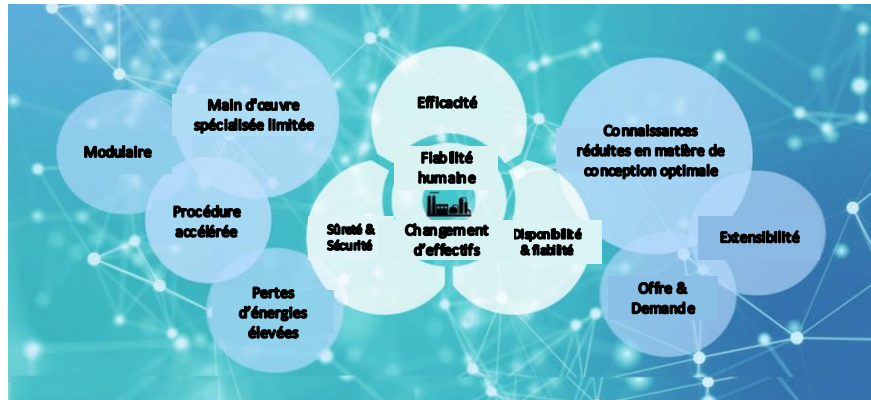 Modulaire
Main d'œuvre
spécialisée limitée
Procédure
accélérée
Pertes
d'énergies
élevées
Efficacité
Fiabilité
humaine
Changement
d'effectifs
Sûreté &
Sécurité
Disponibilité
& fiabilité
Connaissances
réduites en matière de
conception optimale
Extensibilité
Offre &
Demande